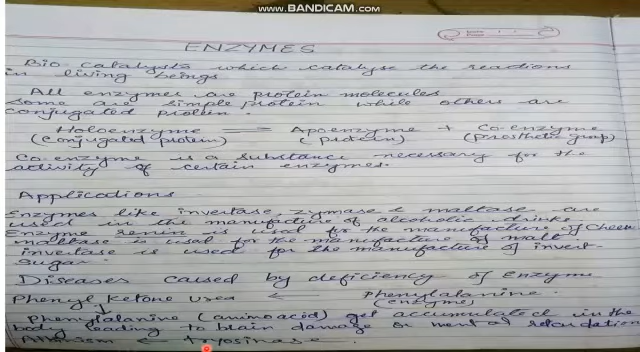 WWW.BANDICAM.COM
ENZYMES
Bio catalysts which catalyse the reactions
in living beings
All enzymes are protein molecules
Some are simple protein while others are
conjugated protein.
Holoenzyme = Apoenzyme + Co-enzyme
(conjugated protein) (protein) (prosthetic group)
Co-enzyme is a substance necessary for the
activity of certain enzymes.
Applications
Enzymes like invertase, zymase & maltase are
used in the manufacture of alcoholic drinks.
Enzyme renin is used for the manufacture of cheese
maltase is used for the manufacture of malt
invertase is used for the manufacture of invert
sugar.
Diseases caused by deficiency of Enzyme
Phenyl Ketone urea ← Phenylalanine.
(enzyme)
Phenylalanine (aminoacid) get accumulated in the
body leading to brain damage or mental retardation
Albinism ← tryosinase.